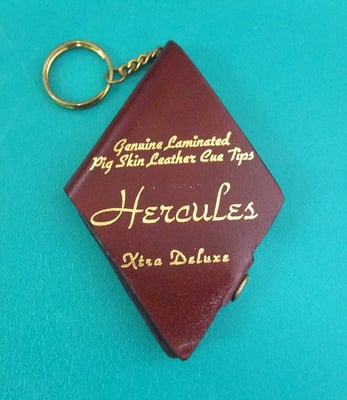 Genuine Laminated
Pig Skin Leather Cue Tips
Hercules
Xtra Deluxe